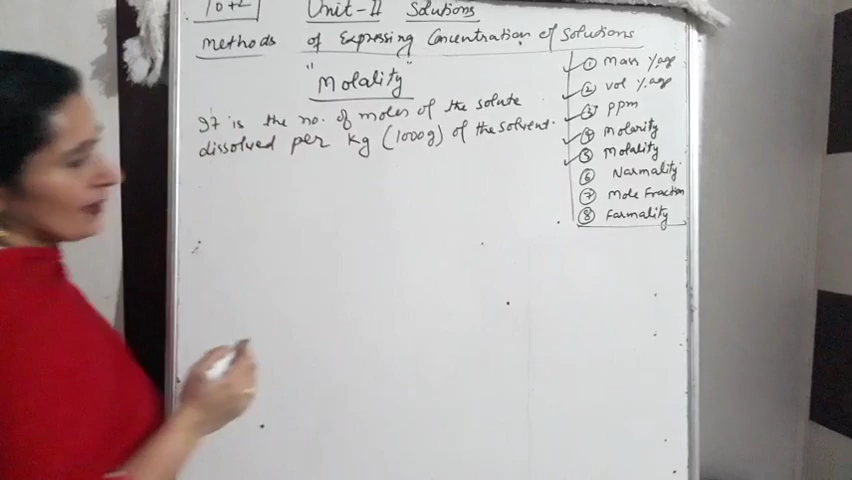 10+2 Unit-II Solutions
Methods of Expressing Concentration of Solutions
"Molality"
It is the no. of moles of the solute
dissolved per kg (1000g) of the solvent.
① Mass %age
② vol %age
③ PPm
④ Molarity
⑤ Molality
⑥ Normality
⑦ Mole Fraction
⑧ Formality